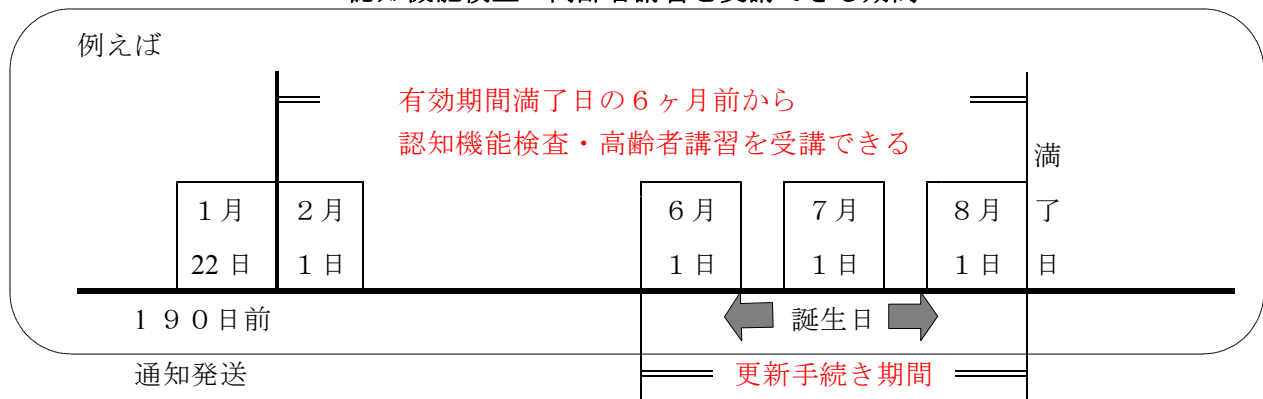 例えば
有効期間満了日の6ヶ月前から
認知機能検査・高齢者講習を受講できる
満了日
1月 22日
2月 1日
6月 1日
7月 1日
8月 1日
190日前
誕生日
通知発送
更新手続き期間